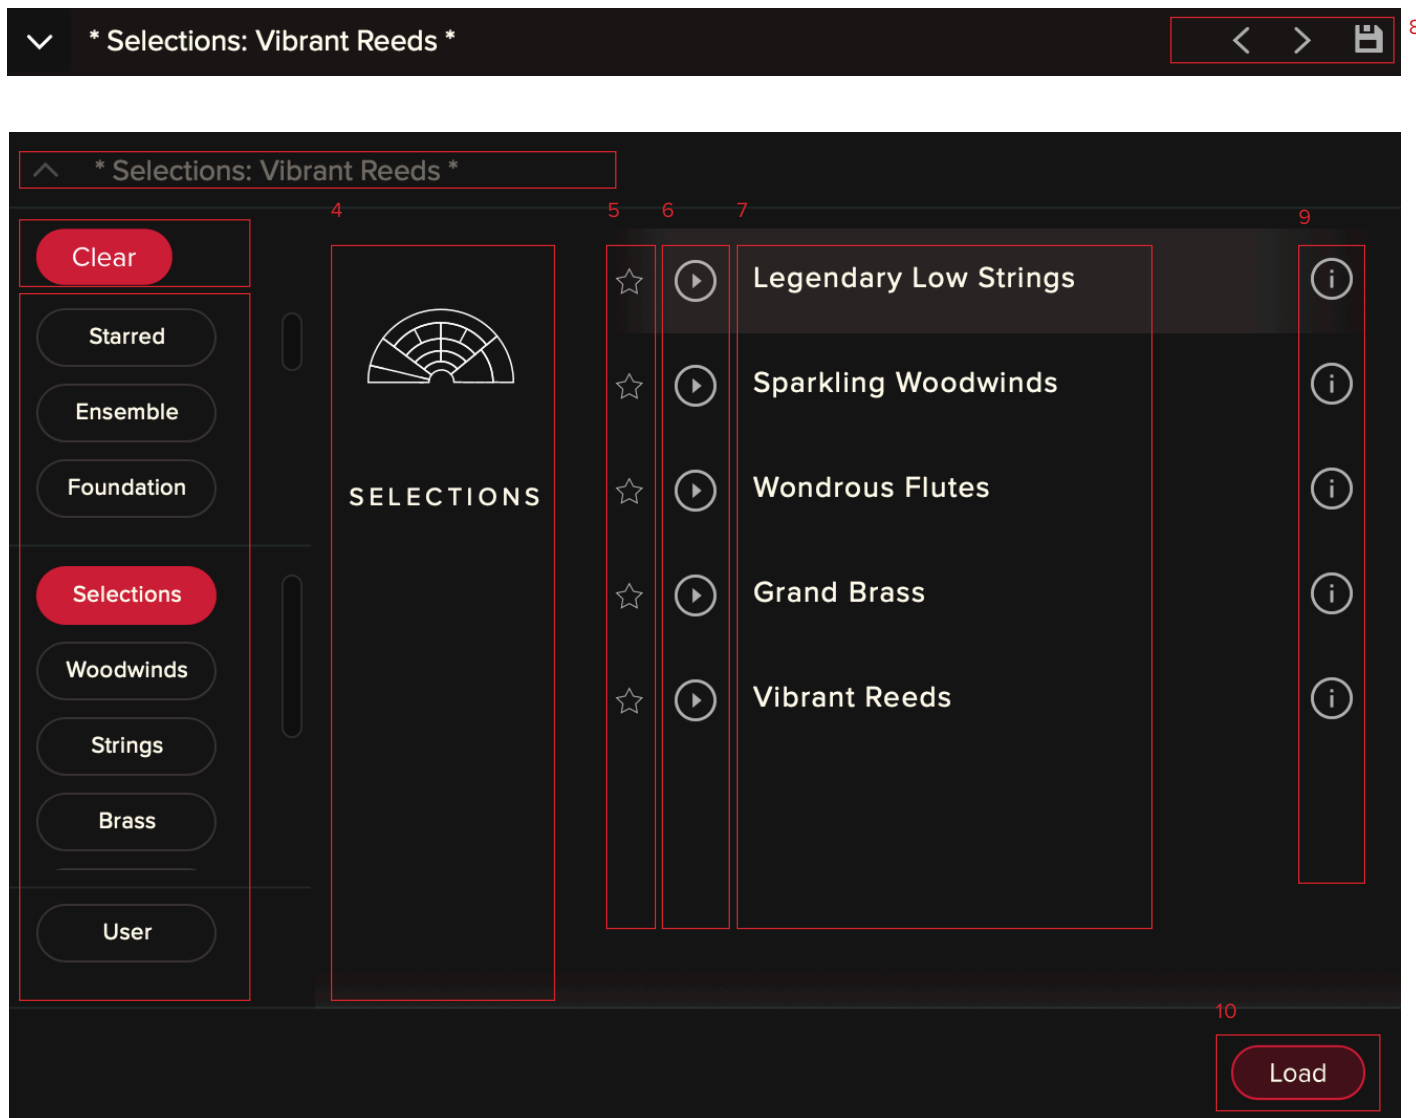 * Selections: Vibrant Reeds *
8
* Selections: Vibrant Reeds *
4
5
6
7
9
Clear
Starred
Ensemble
Foundation
Selections
Woodwinds
Strings
Brass
User
SELECTIONS
Legendary Low Strings
Sparkling Woodwinds
Wondrous Flutes
Grand Brass
Vibrant Reeds
10
Load